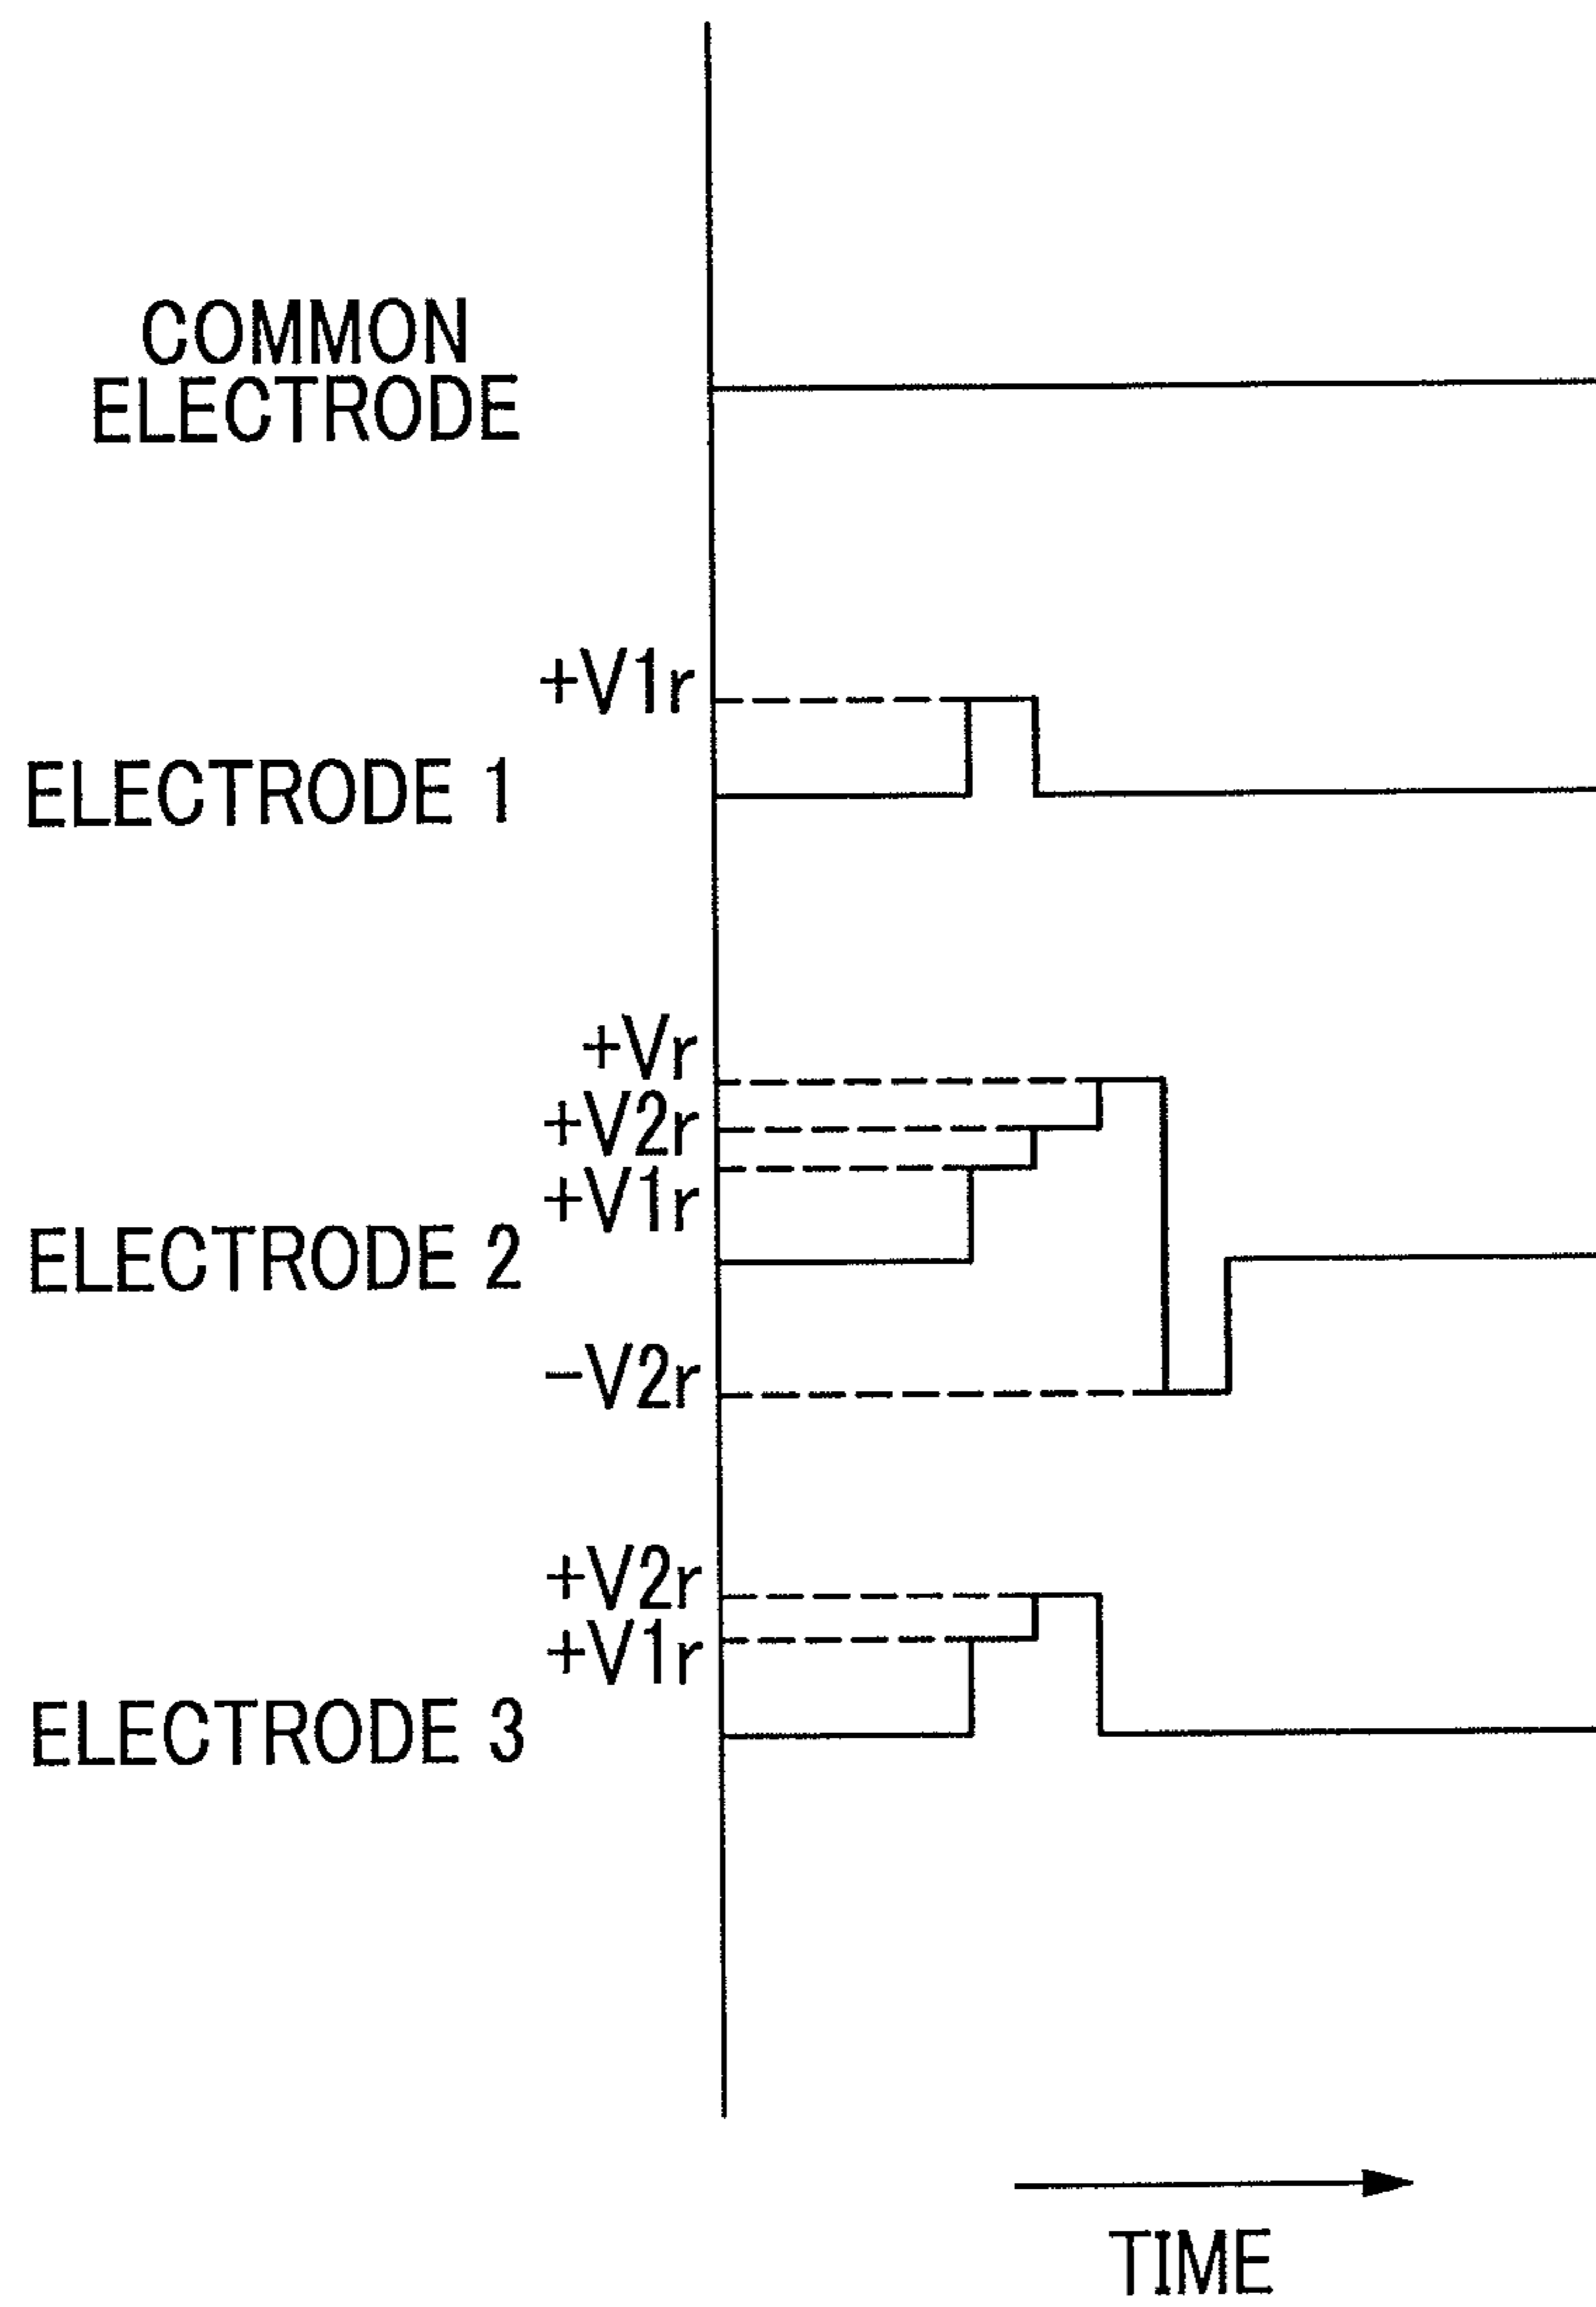 COMMON
ELECTRODE
+V1r
ELECTRODE 1
+Vr
+V2r
+V1r
ELECTRODE 2
-V2r
+V2r
+V1r
ELECTRODE 3
TIME